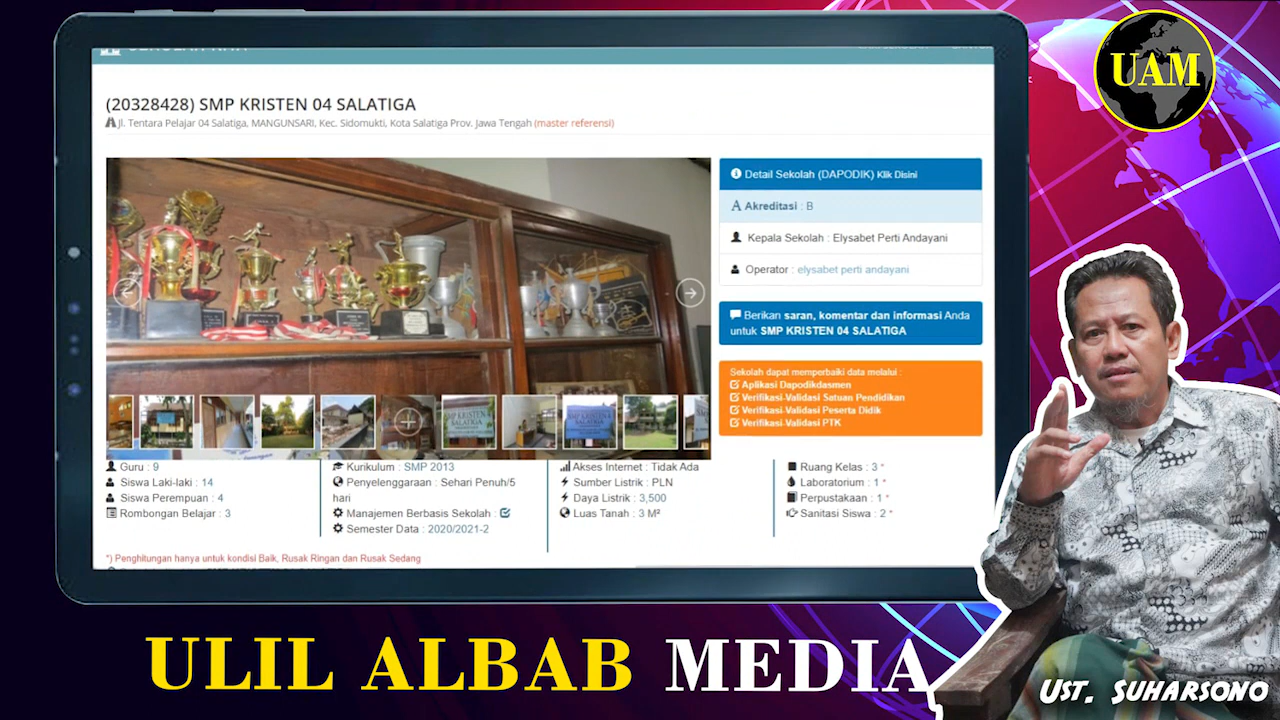 UAM
(20328428) SMP KRISTEN 04 SALATIGA
Jl. Tentara Pelajar 04 Salatiga, MANGUNSARI, Kec. Sidomukti, Kota Salatiga Prov. Jawa Tengah (master referensi)
Detail Sekolah (DAPODIK) Klik Disini
Akreditasi : B
Kepala Sekolah : Elysabet Perti Andayani
Operator : elysabet perti andayani
Berikan saran, komentar dan informasi Anda
untuk SMP KRISTEN 04 SALATIGA
Sekolah dapat memperbaiki data melalui :
Aplikasi Dapodikdasmen
Verifikasi-Validasi Satuan Pendidikan
Verifikasi-Validasi Peserta Didik
Verifikasi-Validasi PTK
Guru : 9
Siswa Laki-laki : 14
Siswa Perempuan : 4
Rombongan Belajar : 3
Kurikulum : SMP 2013
Penyelenggaraan : Sehari Penuh/5
hari
Manajemen Berbasis Sekolah :
Semester Data : 2020/2021-2
Akses Internet : Tidak Ada
Sumber Listrik : PLN
Daya Listrik : 3,500
Luas Tanah : 3 M²
Ruang Kelas : 3 *
Laboratorium : 1 *
Perpustakaan : 1 *
Sanitasi Siswa : 2 *
*) Penghitungan hanya untuk kondisi Baik, Rusak Ringan dan Rusak Sedang
ULIL ALBAB MEDIA
UST. SUHARSONO